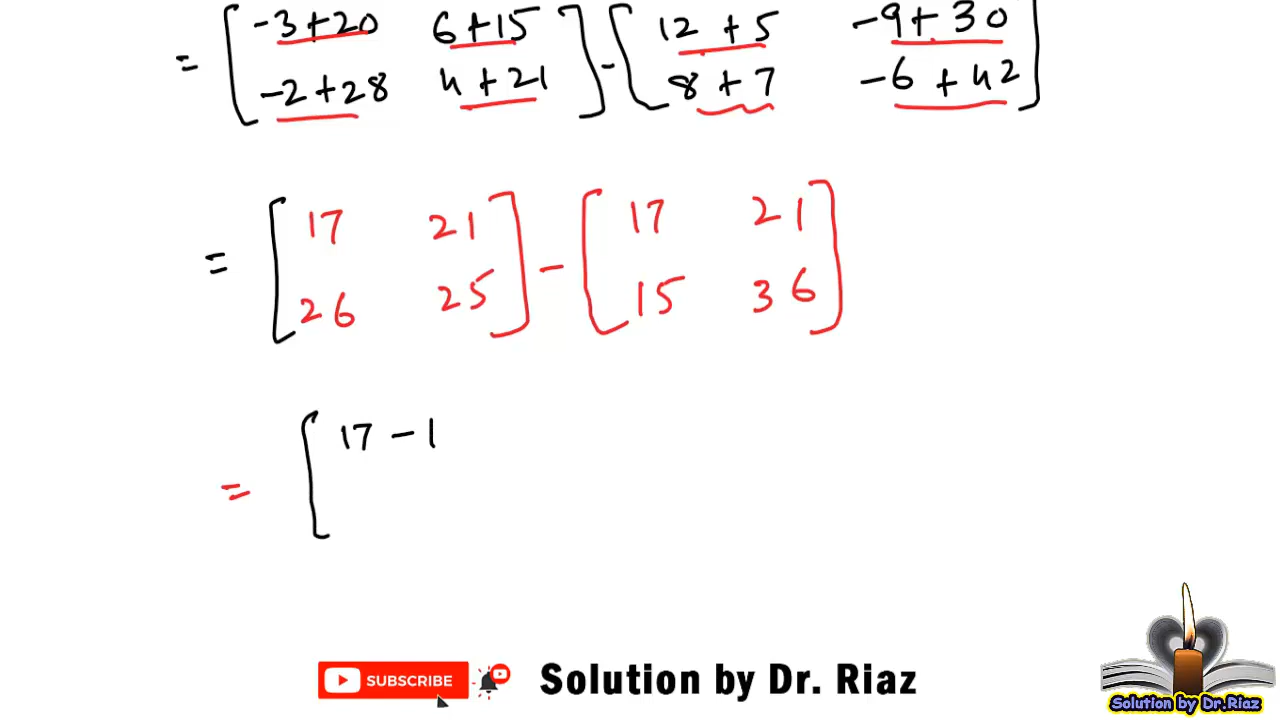 = [ -3+20 6+15 ] - [ 12 + 5 -9+ 30 ]
[ -2+28 4+21 ] [ 8+7 -6+42 ]
= [ 17 21 ] - [ 17 21 ]
[ 26 25 ] [ 15 36 ]
= [ 17 - 1
SUBSCRIBE Solution by Dr. Riaz
Solution by Dr.Riaz